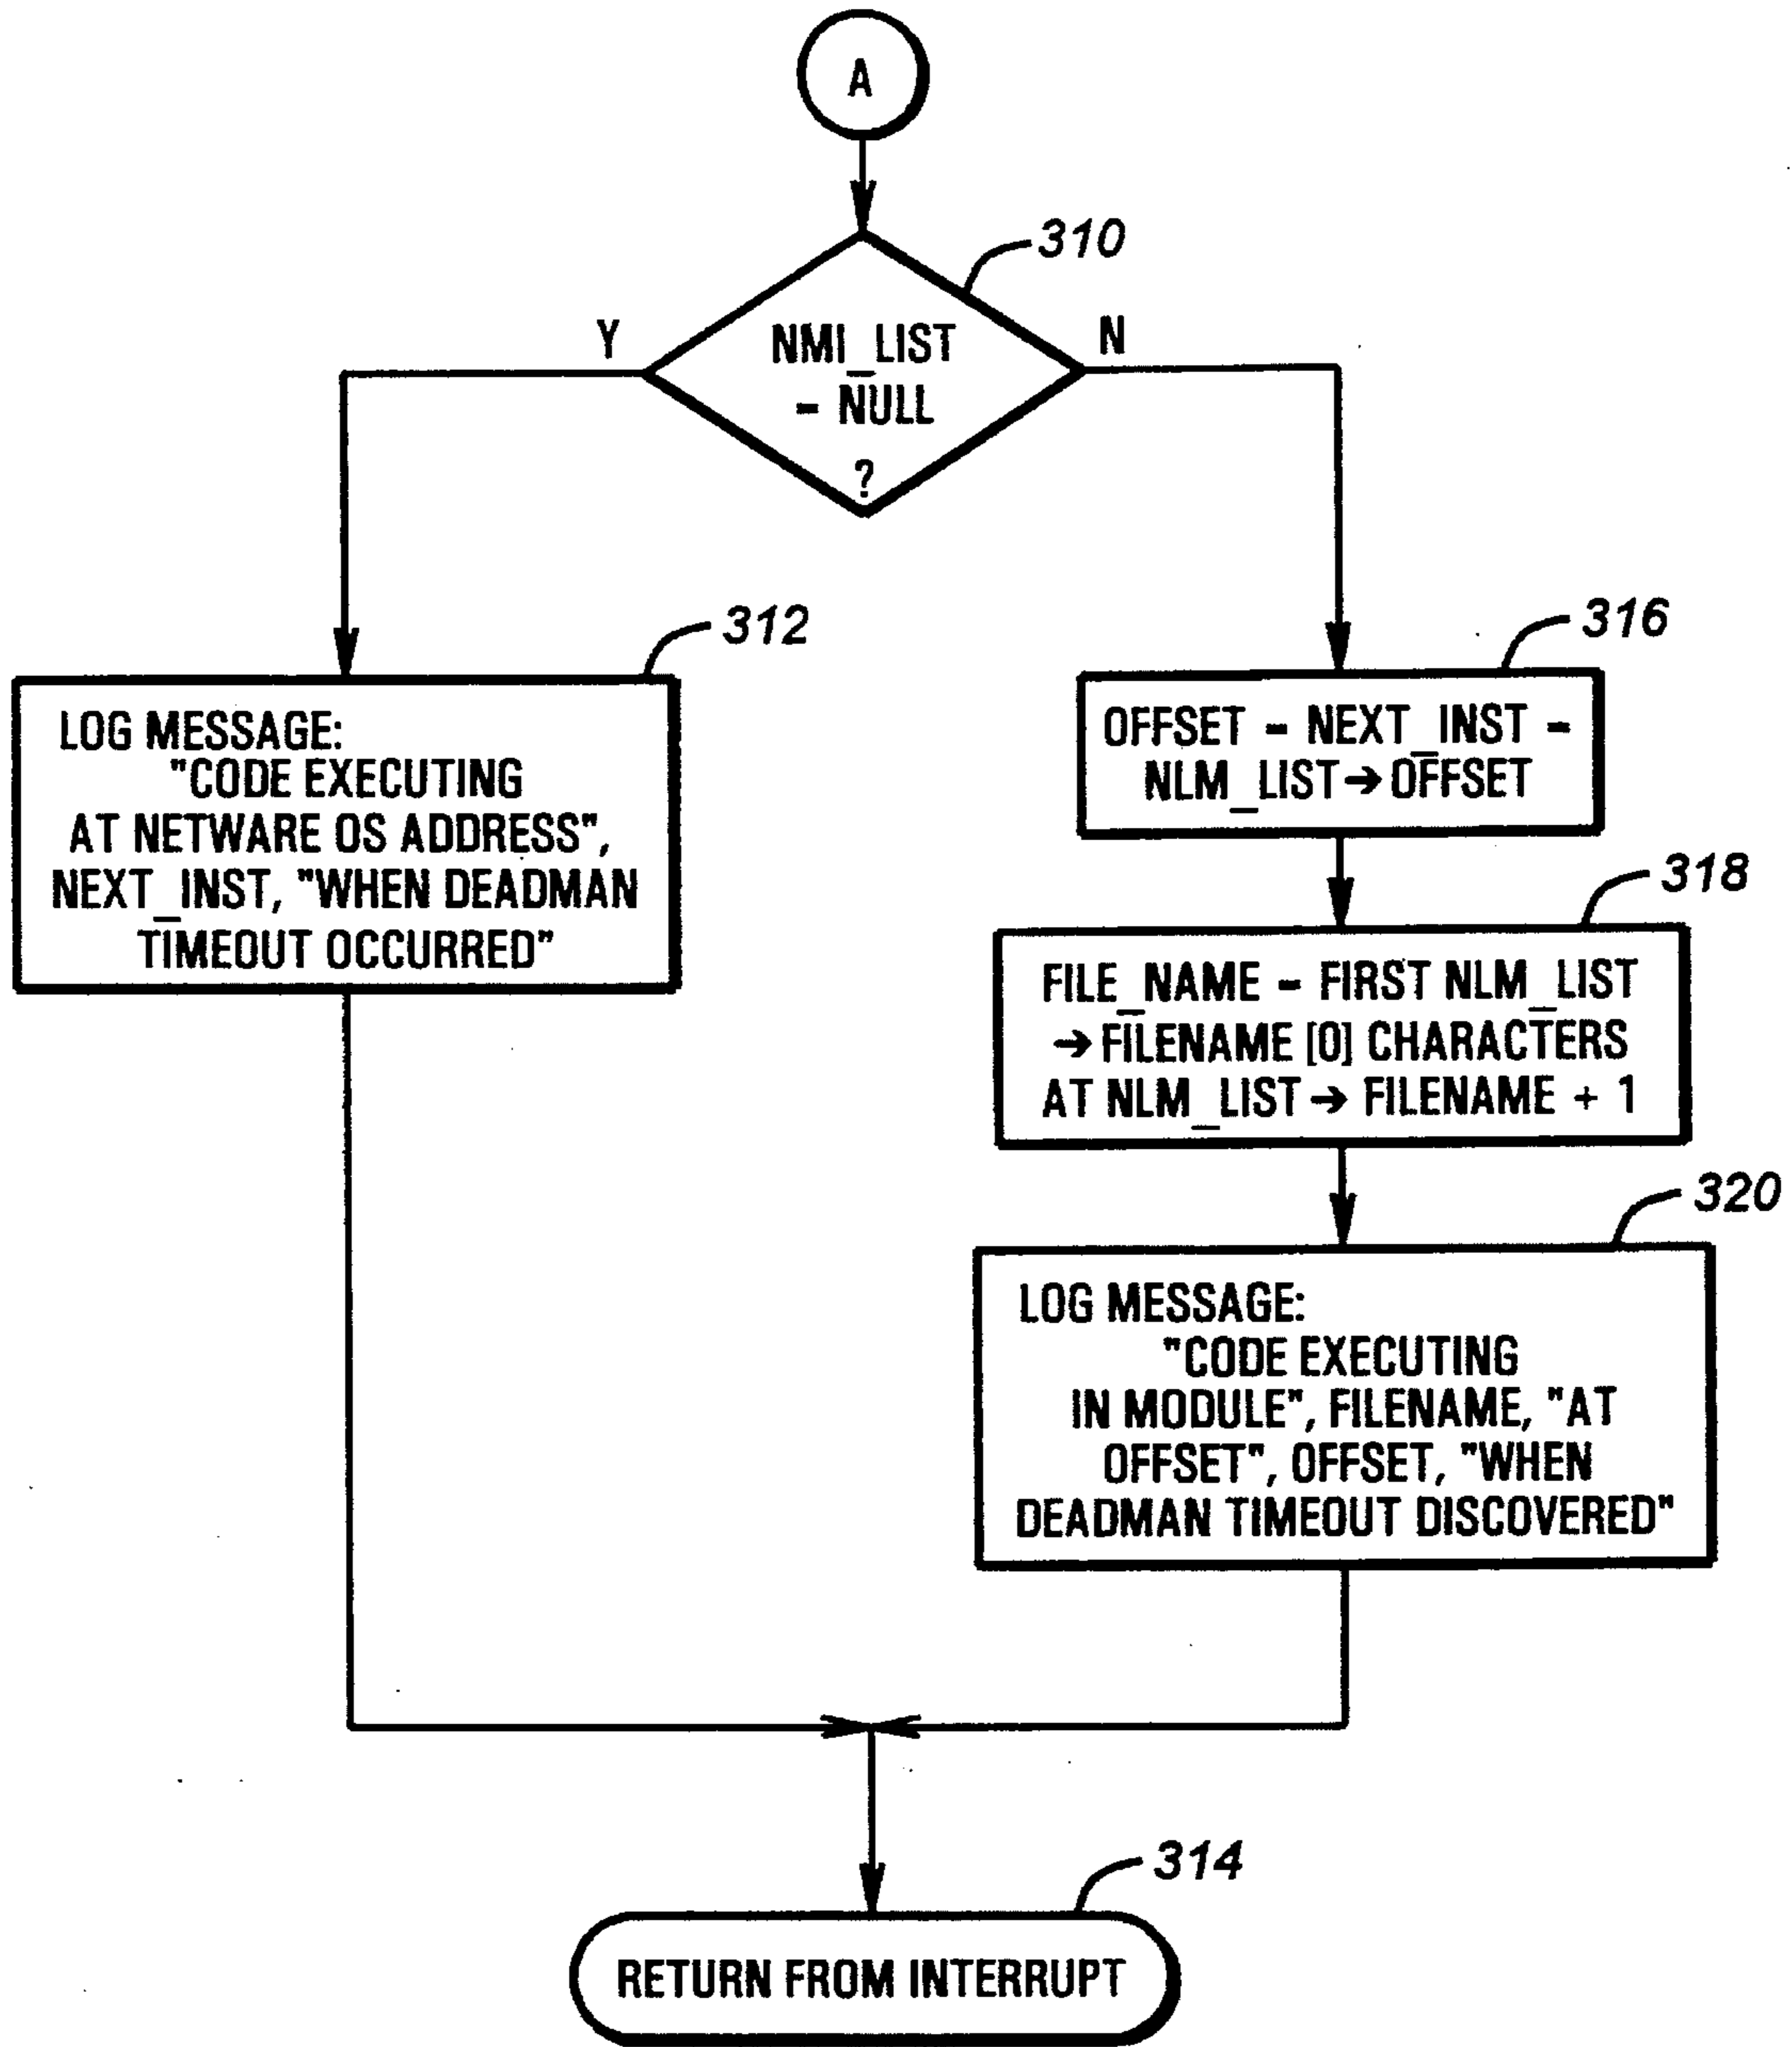 A
310
Y
N
NMI_LIST
= NULL
?
312
LOG MESSAGE:
"CODE EXECUTING
AT NETWARE OS ADDRESS",
NEXT_INST, "WHEN DEADMAN
TIMEOUT OCCURRED"
316
OFFSET = NEXT_INST -
NLM_LIST → OFFSET
318
FILE_NAME = FIRST NLM_LIST
→ FILENAME [0] CHARACTERS
AT NLM_LIST → FILENAME + 1
320
LOG MESSAGE:
"CODE EXECUTING
IN MODULE", FILENAME, "AT
OFFSET", OFFSET, "WHEN
DEADMAN TIMEOUT DISCOVERED"
314
RETURN FROM INTERRUPT